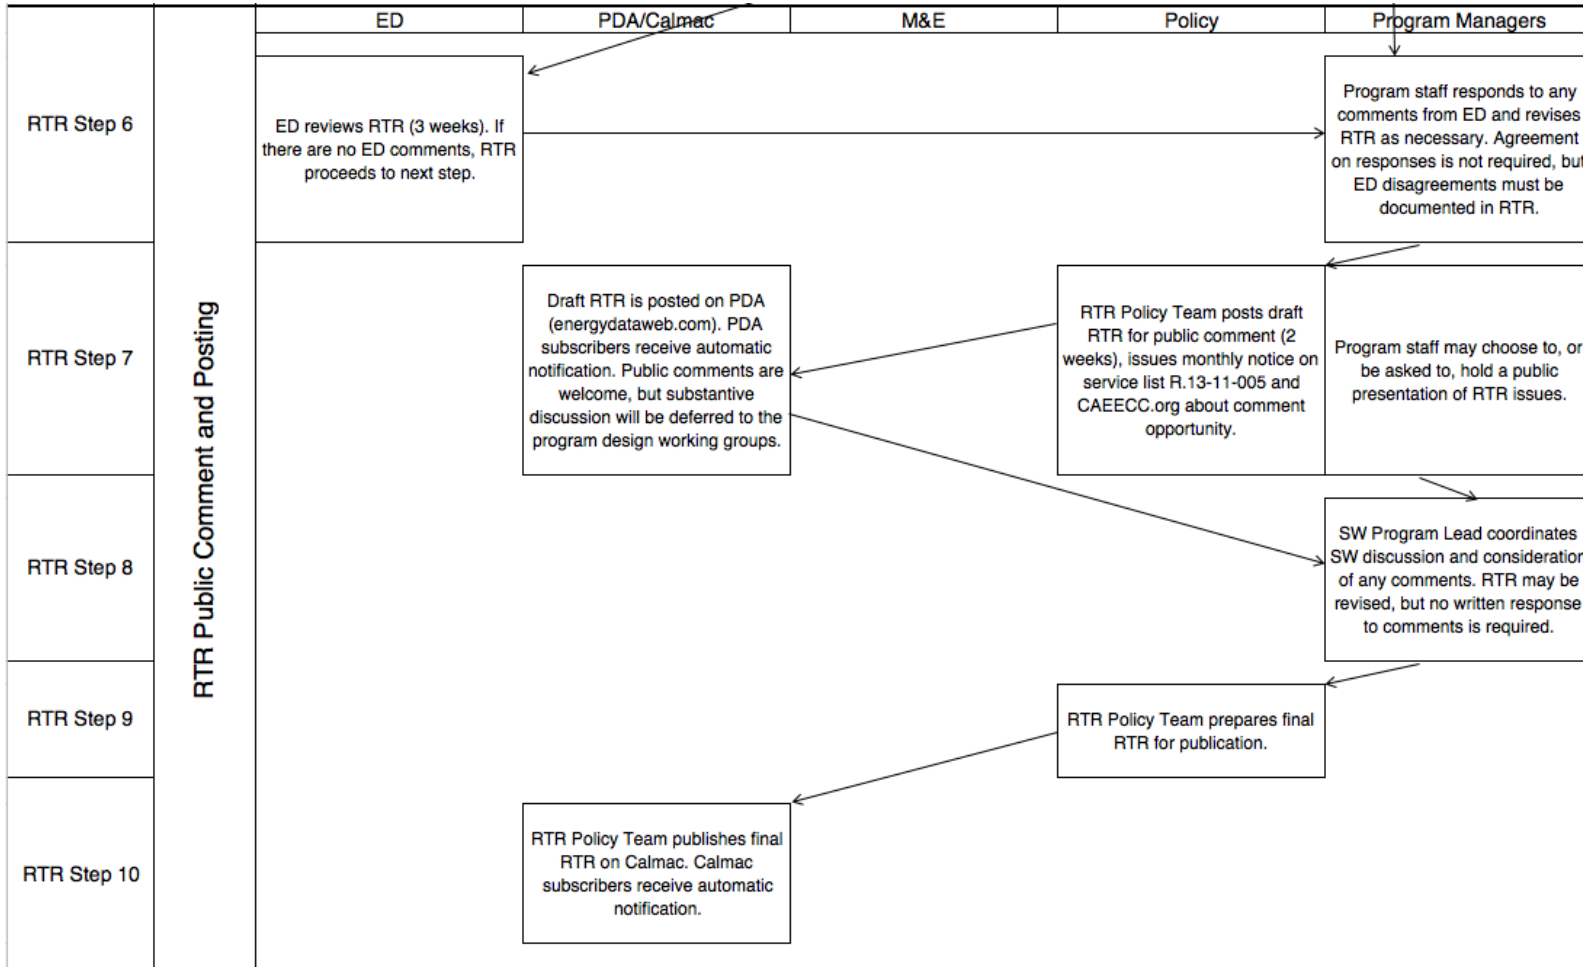 ED
PDA/Calmac
M&E
Policy
Program Managers
RTR Public Comment and Posting
RTR Step 6
ED reviews RTR (3 weeks). If
there are no ED comments, RTR
proceeds to next step.
Program staff responds to any
comments from ED and revises
RTR as necessary. Agreement
on responses is not required, but
ED disagreements must be
documented in RTR.
RTR Step 7
Draft RTR is posted on PDA
(energydataweb.com). PDA
subscribers receive automatic
notification. Public comments are
welcome, but substantive
discussion will be deferred to the
program design working groups.
RTR Policy Team posts draft
RTR for public comment (2
weeks), issues monthly notice on
service list R.13-11-005 and
CAEECC.org about comment
opportunity.
Program staff may choose to, or
be asked to, hold a public
presentation of RTR issues.
RTR Step 8
SW Program Lead coordinates
SW discussion and consideration
of any comments. RTR may be
revised, but no written response
to comments is required.
RTR Step 9
RTR Policy Team prepares final
RTR for publication.
RTR Step 10
RTR Policy Team publishes final
RTR on Calmac. Calmac
subscribers receive automatic
notification.